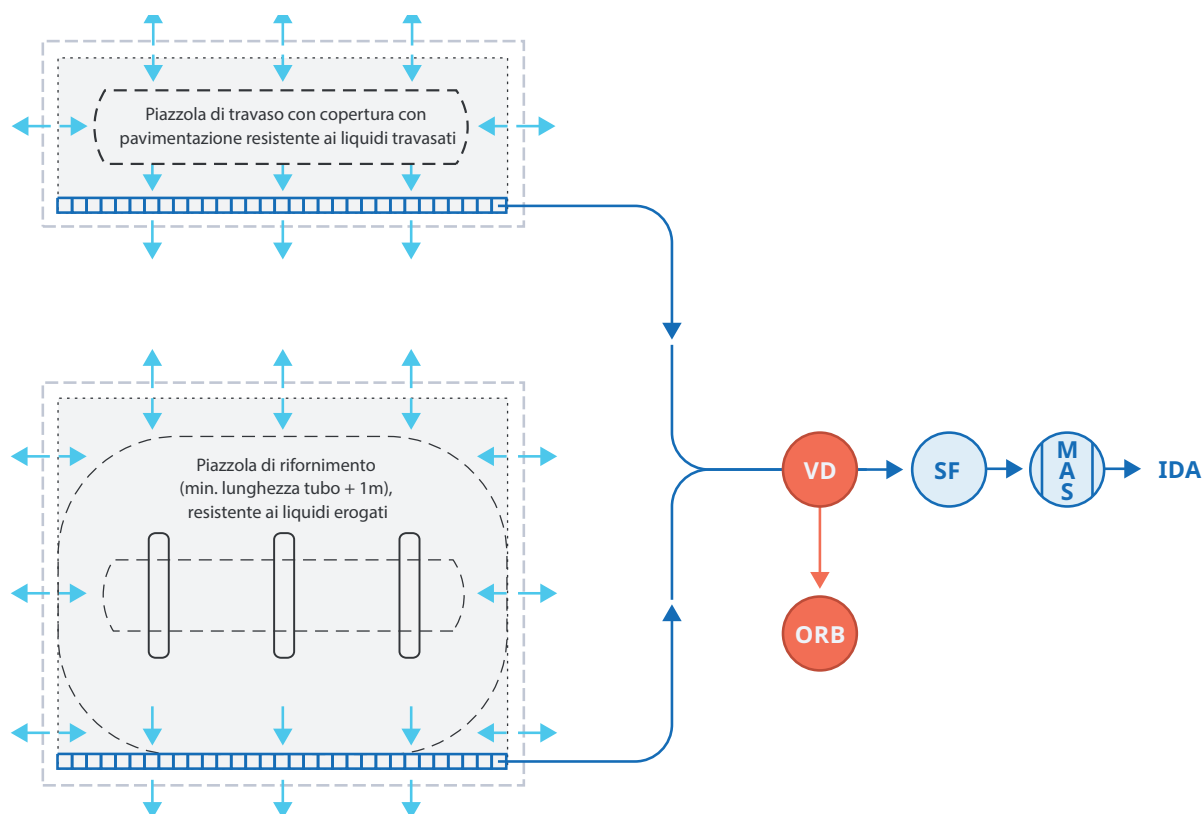 Piazzola di travaso con copertura con
pavimentazione resistente ai liquidi travasati
Piazzola di rifornimento
(min. lunghezza tubo + 1m),
resistente ai liquidi erogati
VD
SF
M
A
S
IDA
ORB